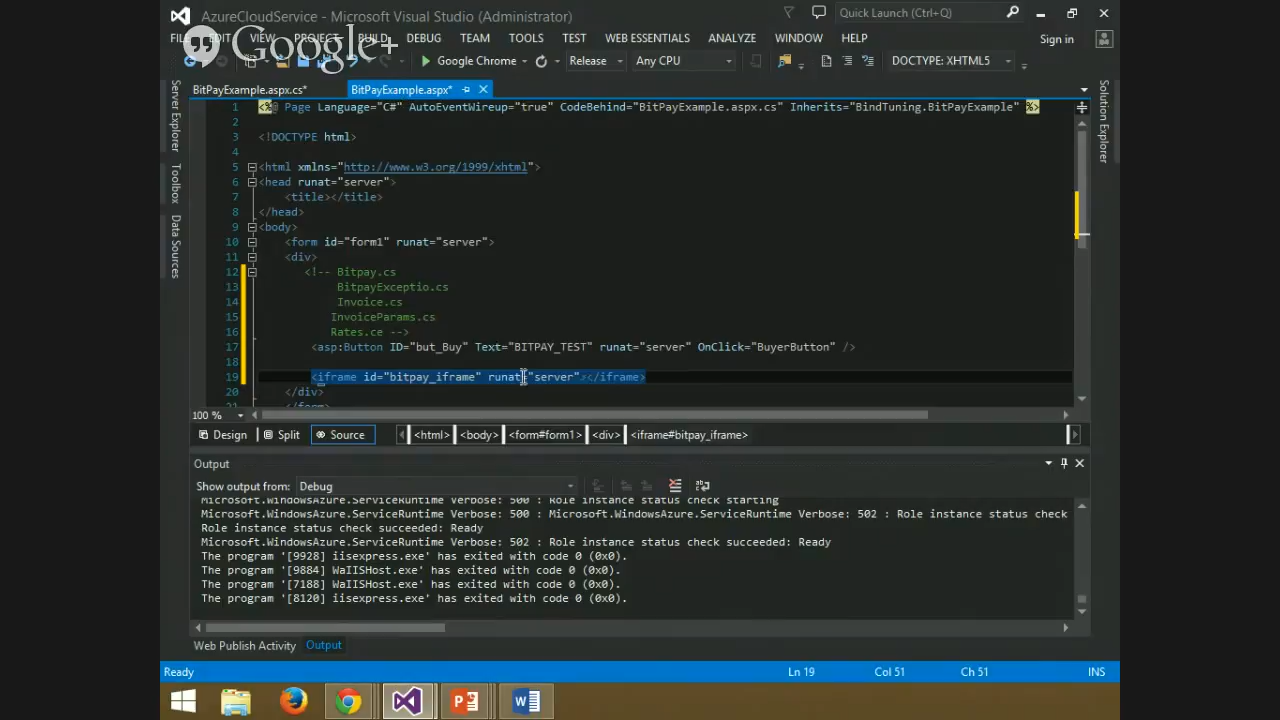 AzureCloudService - Microsoft Visual Studio (Administrator)
Quick Launch (Ctrl+Q)
Google+
FILE EDIT VIEW PROJECT BUILD DEBUG TEAM TOOLS TEST WEB ESSENTIALS ANALYZE WINDOW HELP
Sign in
Google Chrome
Release
Any CPU
DOCTYPE: XHTML5
BitPayExample.aspx.cs*
BitPayExample.aspx*
Server Explorer
Toolbox
Data Sources
Solution Explorer
1 <%@ Page Language="C#" AutoEventWireup="true" CodeBehind="BitPayExample.aspx.cs" Inherits="BindTuning.BitPayExample" %>
2
3 <!DOCTYPE html>
4
5 <html xmlns="http://www.w3.org/1999/xhtml">
6 <head runat="server">
7 <title></title>
8 </head>
9 <body>
10 <form id="form1" runat="server">
11 <div>
12 <!-- Bitpay.cs
13 BitpayExceptio.cs
14 Invoice.cs
15 InvoiceParams.cs
16 Rates.ce -->
17 <asp:Button ID="but_Buy" Text="BITPAY_TEST" runat="server" OnClick="BuyerButton" />
18
19 <iframe id="bitpay_iframe" runat="server"></iframe>
20 </div>
21 </form>
100 %
Design
Split
Source
<html> <body> <form#form1> <div> <iframe#bitpay_iframe>
Output
Show output from: Debug
Microsoft.WindowsAzure.ServiceRuntime Verbose: 500 : Role instance status check starting
Microsoft.WindowsAzure.ServiceRuntime Verbose: 500 : Microsoft.WindowsAzure.ServiceRuntime Verbose: 502 : Role instance status check
Role instance status check succeeded: Ready
Microsoft.WindowsAzure.ServiceRuntime Verbose: 502 : Role instance status check succeeded: Ready
The program '[9928] iisexpress.exe' has exited with code 0 (0x0).
The program '[9884] WaIISHost.exe' has exited with code 0 (0x0).
The program '[7188] WaIISHost.exe' has exited with code 0 (0x0).
The program '[8120] iisexpress.exe' has exited with code 0 (0x0).
Web Publish Activity
Output
Ready
Ln 19
Col 51
Ch 51
INS